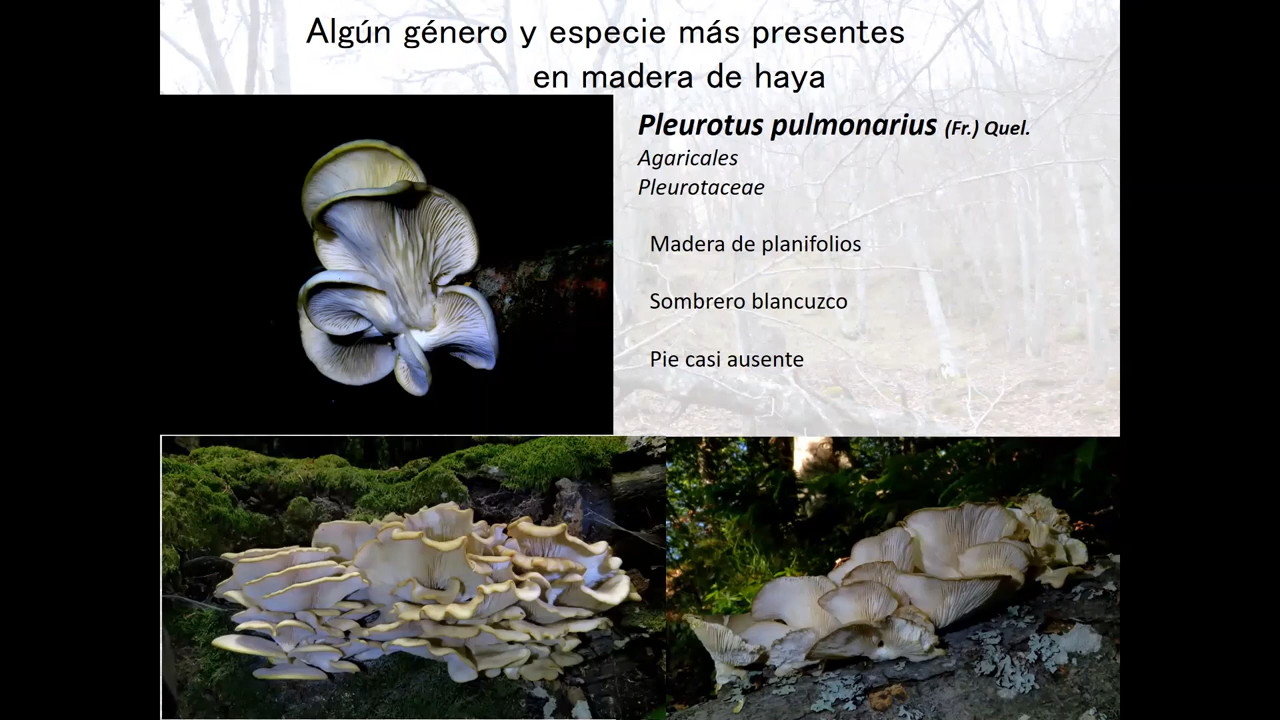 Algún género y especie más presentes
en madera de haya
Pleurotus pulmonarius (Fr.) Quel.
Agaricales
Pleurotaceae
Madera de planifolios
Sombrero blancuzco
Pie casi ausente